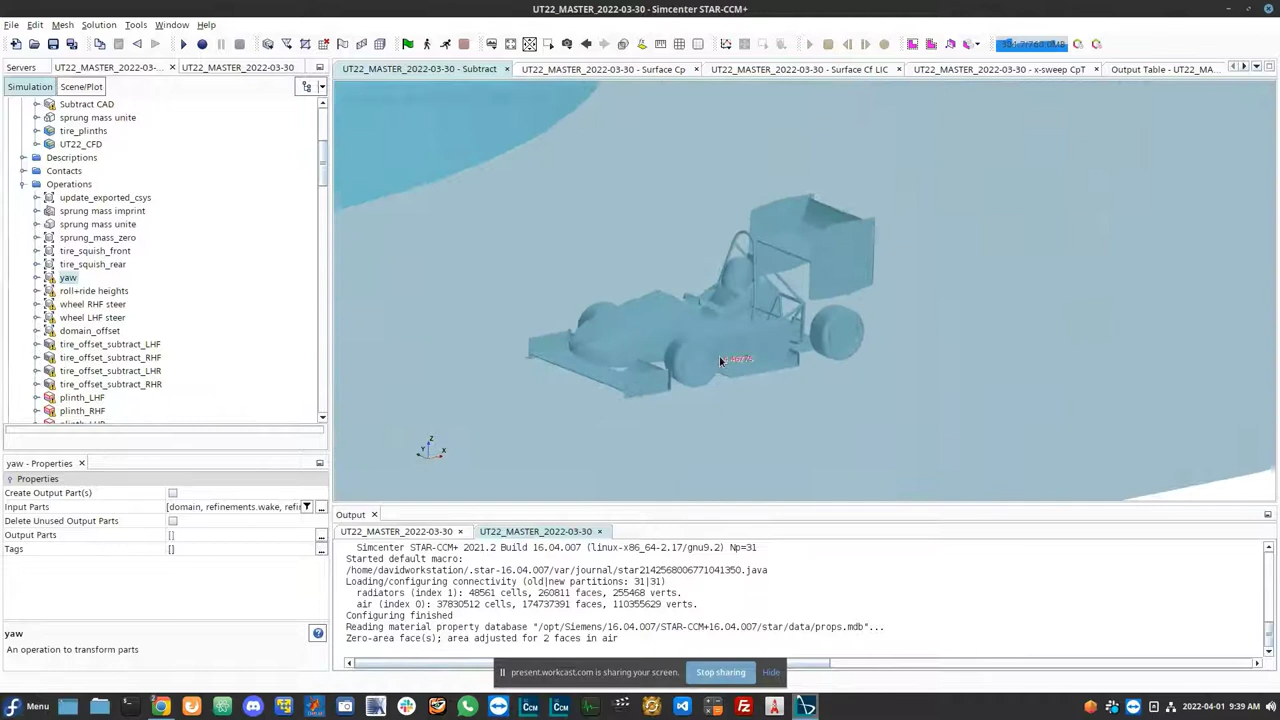 UT22_MASTER_2022-03-30 - Simcenter STAR-CCM+
File Edit Mesh Solution Tools Window Help
Servers
UT22_MASTER_2022-03-...
UT22_MASTER_2022-03-30
UT22_MASTER_2022-03-30 - Subtract
UT22_MASTER_2022-03-30 - Surface Cp
UT22_MASTER_2022-03-30 - Surface Cf LIC
UT22_MASTER_2022-03-30 - x-sweep CpT
Output Table - UT22_MA...
Simulation
Scene/Plot
Subtract CAD
sprung mass unite
tire_plinths
UT22_CFD
Descriptions
Contacts
Operations
update_exported_csys
sprung mass imprint
sprung mass unite
sprung_mass_zero
tire_squish_front
tire_squish_rear
yaw
roll+ride heights
wheel RHF steer
wheel LHF steer
domain_offset
tire_offset_subtract_LHF
tire_offset_subtract_RHF
tire_offset_subtract_LHR
tire_offset_subtract_RHR
plinth_LHF
plinth_RHF
Z
Y
X
yaw - Properties
Properties
Create Output Part(s)
Input Parts
[domain, refinements.wake, refi
Delete Unused Output Parts
Output Parts
[]
Tags
[]
yaw
An operation to transform parts
Output
UT22_MASTER_2022-03-30
UT22_MASTER_2022-03-30
Simcenter STAR-CCM+ 2021.2 Build 16.04.007 (linux-x86_64-2.17/gnu9.2) Np=31
Started default macro:
/home/davidworkstation/.star-16.04.007/var/journal/star2142568006771041350.java
Loading/configuring connectivity (old|new partitions: 31|31)
radiators (index 1): 48561 cells, 260811 faces, 255468 verts.
air (index 0): 37830512 cells, 174737391 faces, 110355629 verts.
Configuring finished
Reading material property database "/opt/Siemens/16.04.007/STAR-CCM+16.04.007/star/data/props.mdb"...
Zero-area face(s); area adjusted for 2 faces in air
present.workcast.com is sharing your screen.
Stop sharing
Hide
Menu
CCM
CCM
2022-04-01
9:39 AM